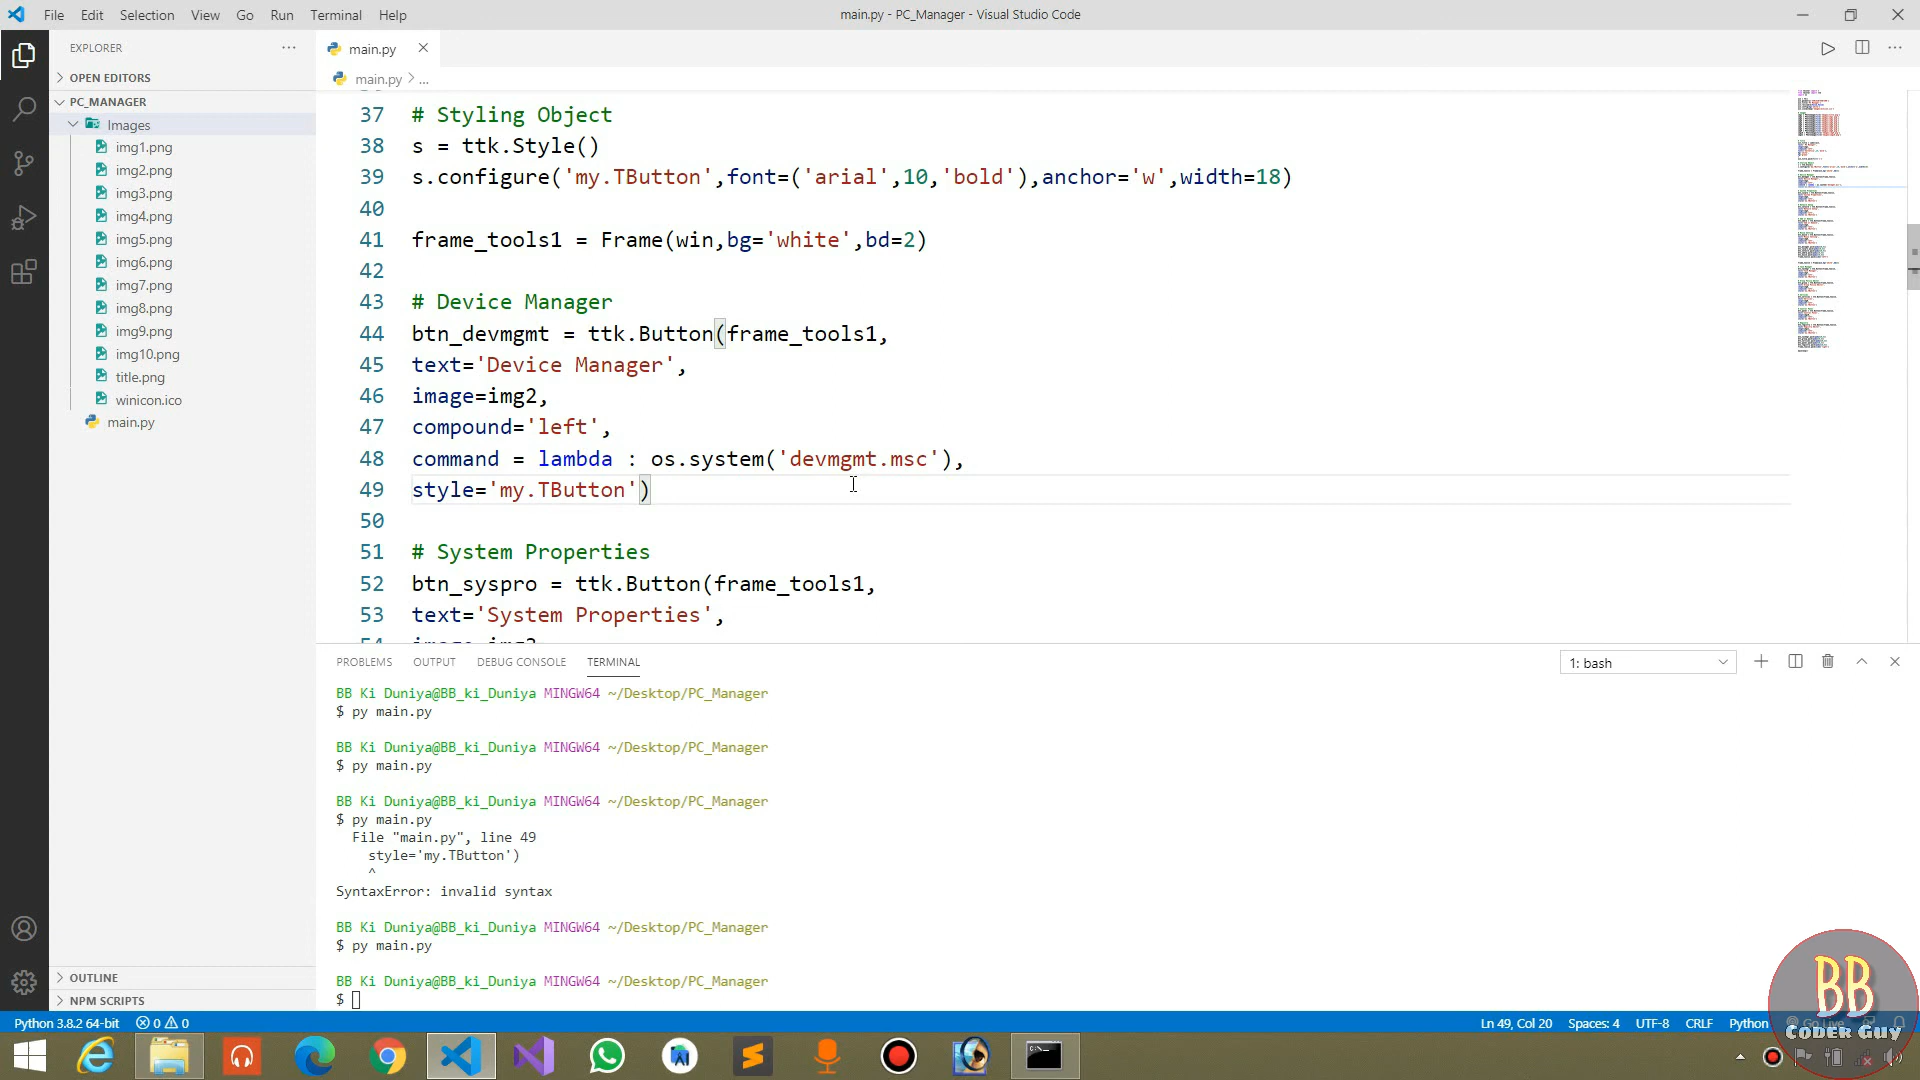 File Edit Selection View Go Run Terminal Help
main.py - PC_Manager - Visual Studio Code
EXPLORER
OPEN EDITORS
PC_MANAGER
Images
img1.png
img2.png
img3.png
img4.png
img5.png
img6.png
img7.png
img8.png
img9.png
img10.png
title.png
winicon.ico
main.py
OUTLINE
NPM SCRIPTS
main.py
main.py > ...
37 # Styling Object
38 s = ttk.Style()
39 s.configure('my.TButton',font=('arial',10,'bold'),anchor='w',width=18)
40
41 frame_tools1 = Frame(win,bg='white',bd=2)
42
43 # Device Manager
44 btn_devmgmt = ttk.Button(frame_tools1,
45 text='Device Manager',
46 image=img2,
47 compound='left',
48 command = lambda : os.system('devmgmt.msc'),
49 style='my.TButton')
50
51 # System Properties
52 btn_syspro = ttk.Button(frame_tools1,
53 text='System Properties',
PROBLEMS OUTPUT DEBUG CONSOLE TERMINAL
1: bash
BB Ki Duniya@BB_ki_Duniya MINGW64 ~/Desktop/PC_Manager
$ py main.py
BB Ki Duniya@BB_ki_Duniya MINGW64 ~/Desktop/PC_Manager
$ py main.py
BB Ki Duniya@BB_ki_Duniya MINGW64 ~/Desktop/PC_Manager
$ py main.py
File "main.py", line 49
style='my.TButton')
^
SyntaxError: invalid syntax
BB Ki Duniya@BB_ki_Duniya MINGW64 ~/Desktop/PC_Manager
$ py main.py
BB Ki Duniya@BB_ki_Duniya MINGW64 ~/Desktop/PC_Manager
$
Python 3.8.2 64-bit 0 0
Ln 49, Col 20 Spaces: 4 UTF-8 CRLF Python Go Live
BB
CODER GUY